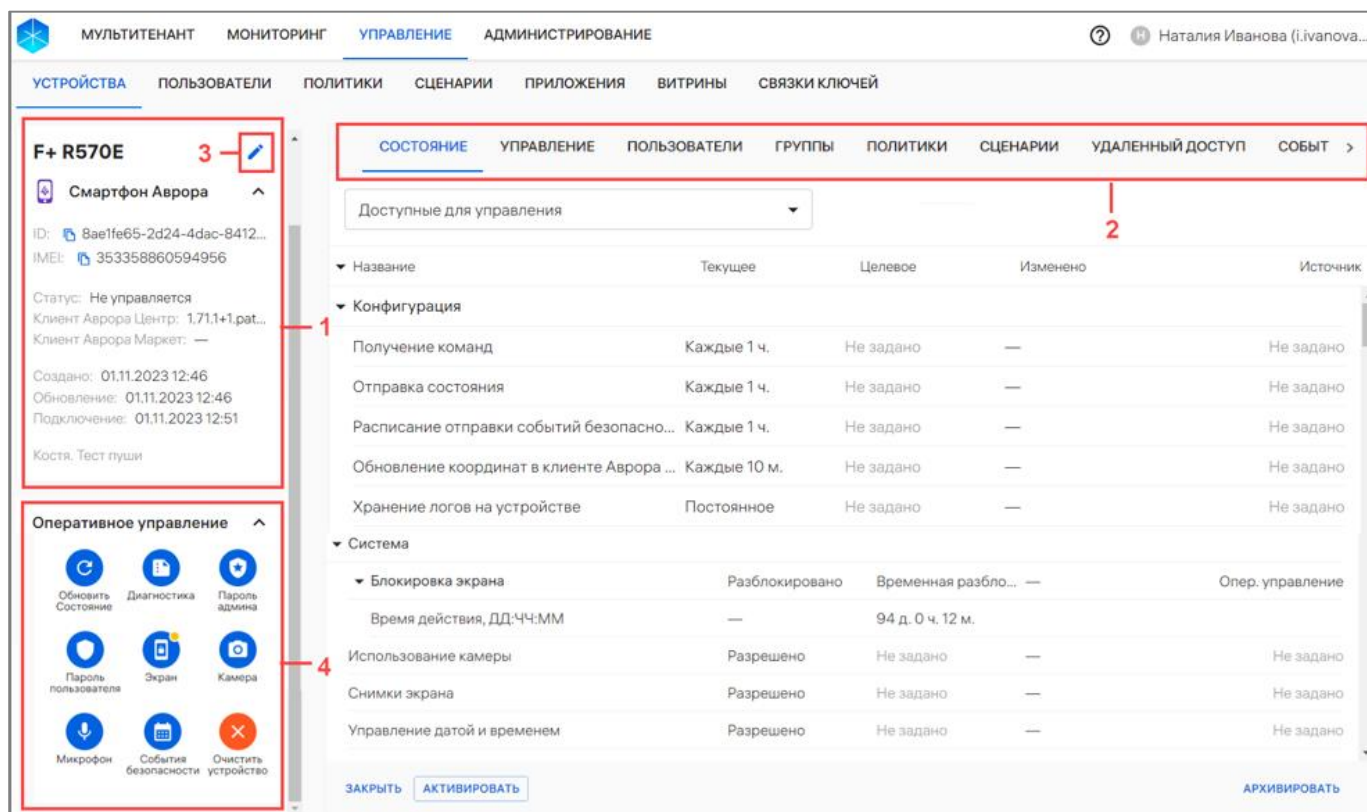 МУЛЬТИТЕНАНТ МОНИТОРИНГ УПРАВЛЕНИЕ АДМИНИСТРИРОВАНИЕ ? Н Наталия Иванова (i.ivanova...
УСТРОЙСТВА ПОЛЬЗОВАТЕЛИ ПОЛИТИКИ СЦЕНАРИИ ПРИЛОЖЕНИЯ ВИТРИНЫ СВЯЗКИ КЛЮЧЕЙ
F+ R570E
3
Смартфон Аврора
ID: 8ae1fe65-2d24-4dac-8412...
IMEI: 353358860594956
Статус: Не управляется
Клиент Аврора Центр: 1.71.1+1.pat...
Клиент Аврора Маркет: —
Создано: 01.11.2023 12:46
Обновление: 01.11.2023 12:46
Подключение: 01.11.2023 12:51
Костя. Тест пуши
1
Оперативное управление
Обновить Состояние
Диагностика
Пароль админа
Пароль пользователя
Экран
Камера
Микрофон
События безопасности
Очистить устройство
4
СОСТОЯНИЕ УПРАВЛЕНИЕ ПОЛЬЗОВАТЕЛИ ГРУППЫ ПОЛИТИКИ СЦЕНАРИИ УДАЛЕННЫЙ ДОСТУП СОБЫТ >
2
Доступные для управления
Название Текущее Целевое Изменено Источник
Конфигурация
Получение команд Каждые 1 ч. Не задано — Не задано
Отправка состояния Каждые 1 ч. Не задано — Не задано
Расписание отправки событий безопасно... Каждые 1 ч. Не задано — Не задано
Обновление координат в клиенте Аврора ... Каждые 10 м. Не задано — Не задано
Хранение логов на устройстве Постоянное Не задано — Не задано
Система
Блокировка экрана Разблокировано Временная разбло... — Опер. управление
Время действия, ДД:ЧЧ:ММ — 94 д. 0 ч. 12 м.
Использование камеры Разрешено Не задано — Не задано
Снимки экрана Разрешено Не задано — Не задано
Управление датой и временем Разрешено Не задано — Не задано
ЗАКРЫТЬ АКТИВИРОВАТЬ АРХИВИРОВАТЬ